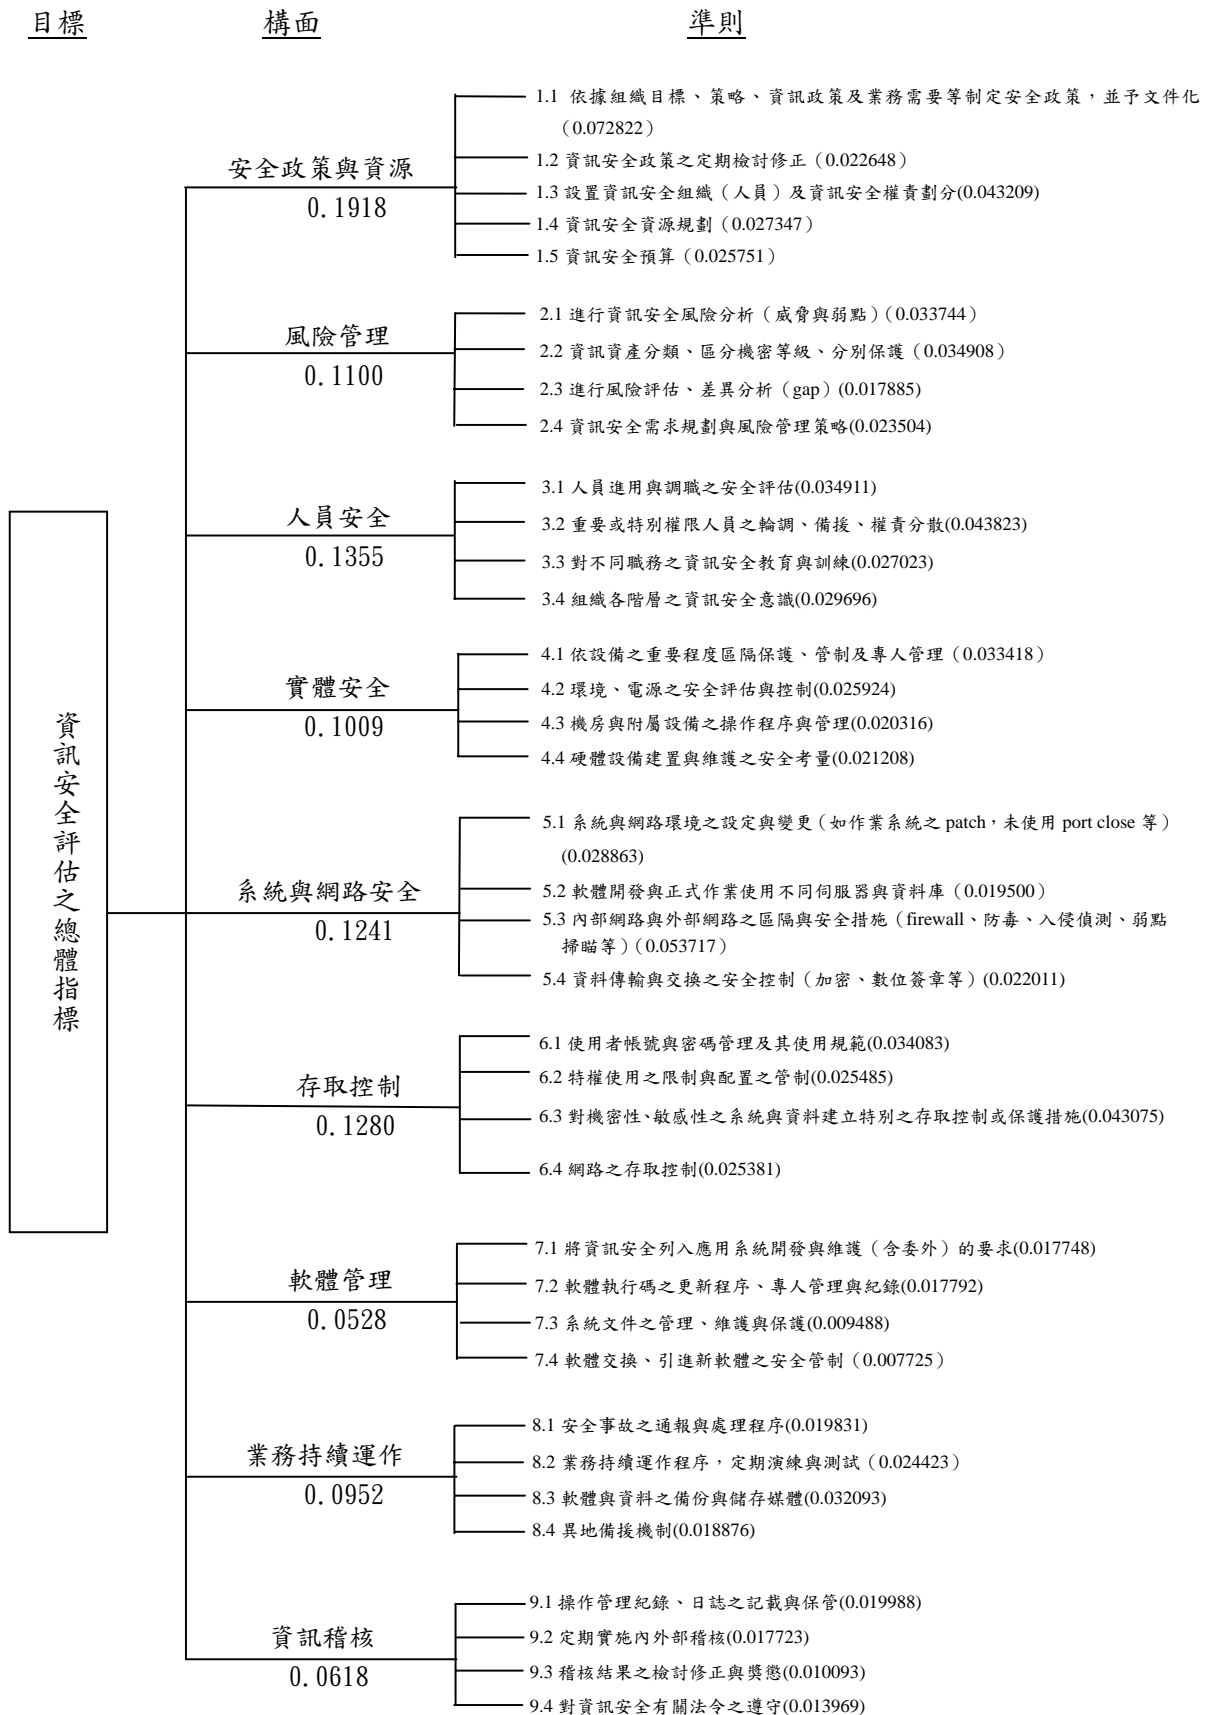 目標 構面 準則
1.1 依據組織目標、策略、資訊政策及業務需要等制定安全政策，並予文件化
（0.072822）
安全政策與資源
0.1918
1.2 資訊安全政策之定期檢討修正（0.022648）
1.3 設置資訊安全組織（人員）及資訊安全權責劃分(0.043209)
1.4 資訊安全資源規劃（0.027347）
1.5 資訊安全預算（0.025751）
風險管理
0.1100
2.1 進行資訊安全風險分析（威脅與弱點）(0.033744）
2.2 資訊資產分類、區分機密等級、分別保護（0.034908）
2.3 進行風險評估、差異分析（gap）(0.017885)
2.4 資訊安全需求規劃與風險管理策略(0.023504)
人員安全
0.1355
3.1 人員進用與調職之安全評估(0.034911)
3.2 重要或特別權限人員之輪調、備援、權責分散(0.043823)
3.3 對不同職務之資訊安全教育與訓練(0.027023)
3.4 組織各階層之資訊安全意識(0.029696)
實體安全
0.1009
4.1 依設備之重要程度區隔保護、管制及專人管理（0.033418）
4.2 環境、電源之安全評估與控制(0.025924)
4.3 機房與附屬設備之操作程序與管理(0.020316)
4.4 硬體設備建置與維護之安全考量(0.021208)
資訊安全評估之總體指標
系統與網路安全
0.1241
5.1 系統與網路環境之設定與變更（如作業系統之 patch，未使用 port close 等）
(0.028863)
5.2 軟體開發與正式作業使用不同伺服器與資料庫（0.019500）
5.3 內部網路與外部網路之區隔與安全措施（firewall、防毒、入侵偵測、弱點
掃瞄等）（0.053717）
5.4 資料傳輸與交換之安全控制（加密、數位簽章等）(0.022011)
存取控制
0.1280
6.1 使用者帳號與密碼管理及其使用規範(0.034083)
6.2 特權使用之限制與配置之管制(0.025485)
6.3 對機密性、敏感性之系統與資料建立特別之存取控制或保護措施(0.043075)
6.4 網路之存取控制(0.025381)
軟體管理
0.0528
7.1 將資訊安全列入應用系統開發與維護（含委外）的要求(0.017748)
7.2 軟體執行碼之更新程序、專人管理與紀錄(0.017792)
7.3 系統文件之管理、維護與保護(0.009488)
7.4 軟體交換、引進新軟體之安全管制（0.007725）
業務持續運作
0.0952
8.1 安全事故之通報與處理程序(0.019831)
8.2 業務持續運作程序，定期演練與測試（0.024423）
8.3 軟體與資料之備份與儲存媒體(0.032093)
8.4 異地備援機制(0.018876)
資訊稽核
0.0618
9.1 操作管理紀錄、日誌之記載與保管(0.019988)
9.2 定期實施內外部稽核(0.017723)
9.3 稽核結果之檢討修正與獎懲(0.010093)
9.4 對資訊安全有關法令之遵守(0.013969)